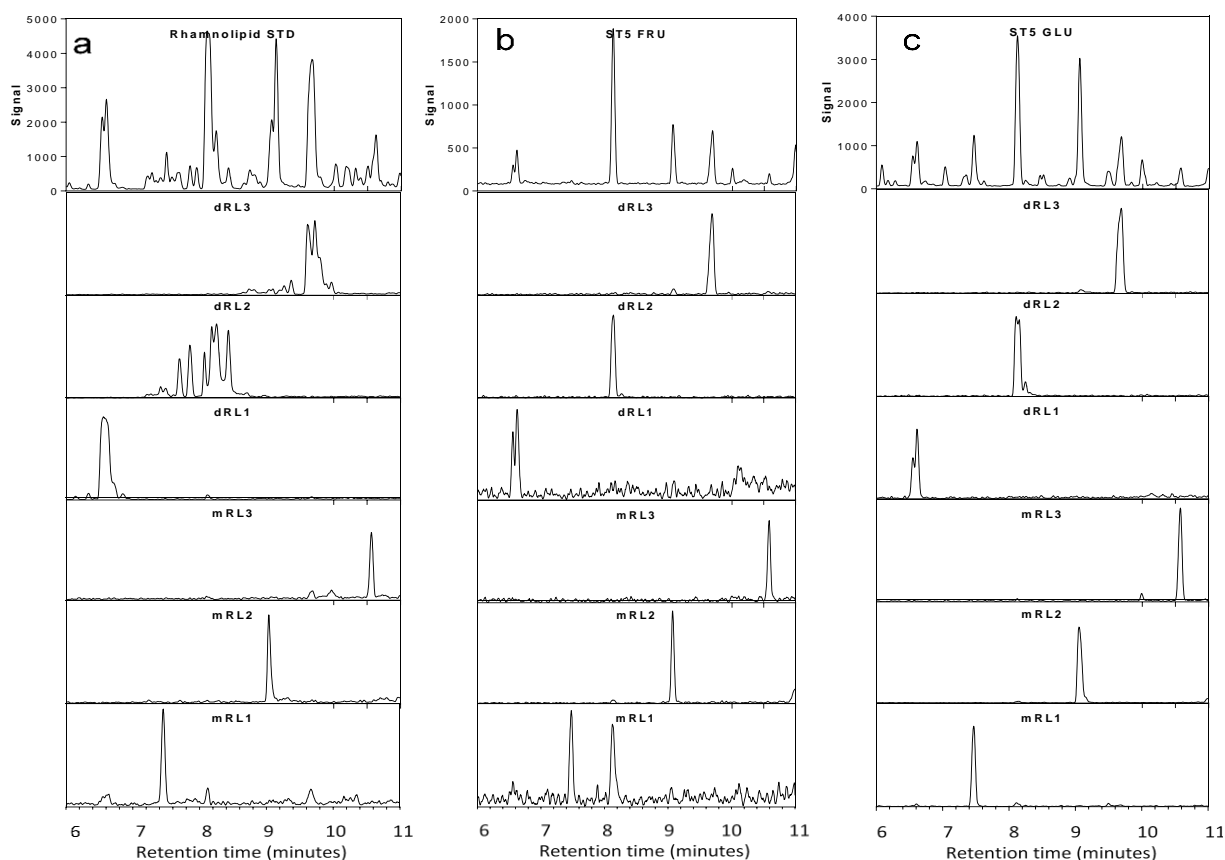 a
Rhamnolipid STD
Signal
5000
4000
3000
2000
1000
0
dRL3
dRL2
dRL1
mRL3
mRL2
mRL1
6 7 8 9 10 11
Retention time (minutes)
b
ST5 FRU
Signal
2000
1500
1000
500
0
dRL3
dRL2
dRL1
mRL3
mRL2
mRL1
6 7 8 9 10 11
Retention time (minutes)
c
ST5 GLU
Signal
4000
3000
2000
1000
0
dRL3
dRL2
dRL1
mRL3
mRL2
mRL1
6 7 8 9 10 11
Retention time (minutes)